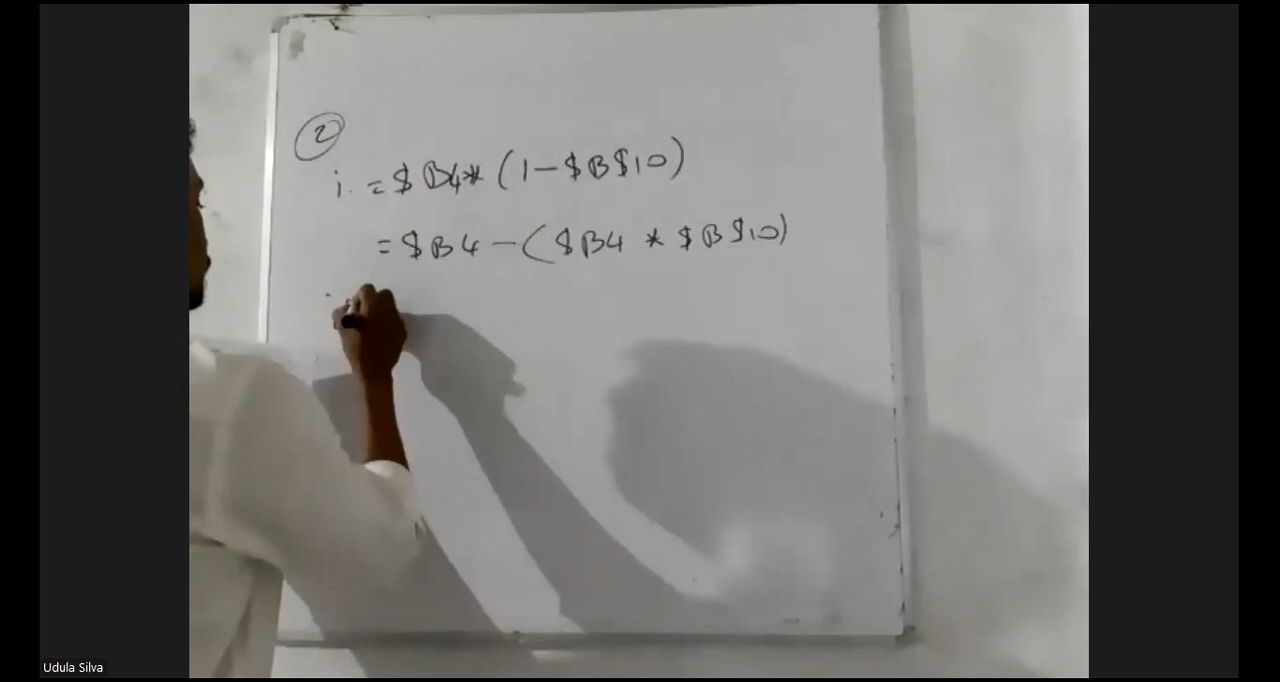 2
i. = $B4*(1-$B$10)
= $B4-($B4*$B$10)
Udula Silva